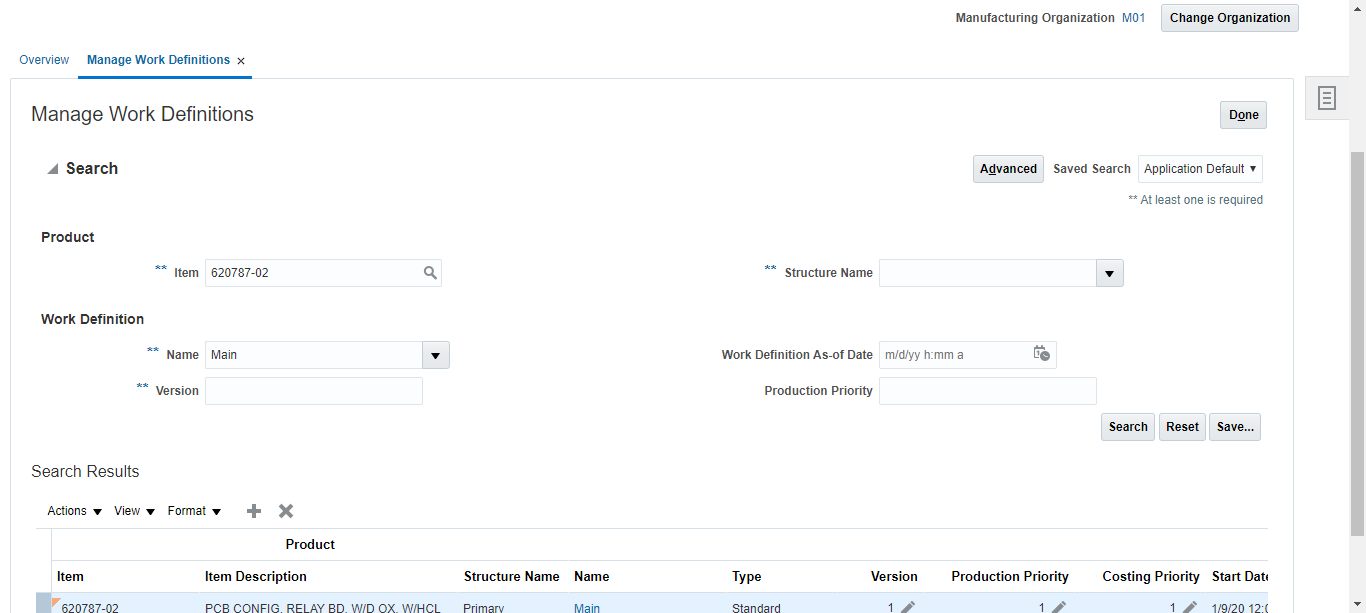 Manufacturing Organization M01 Change Organization
Overview Manage Work Definitions ×
Manage Work Definitions
Done
Search
Advanced Saved Search Application Default
** At least one is required
Product
** Item 620787-02
** Structure Name
Work Definition
** Name Main
Work Definition As-of Date m/d/yy h:mm a
** Version
Production Priority
Search Reset Save...
Search Results
Actions View Format
Product
Item Item Description Structure Name Name Type Version Production Priority Costing Priority Start Date
620787-02 PCB CONFIG, RELAY BD, W/D OX, W/HCL Primary Main Standard 1 1 1 1/9/20 12:0